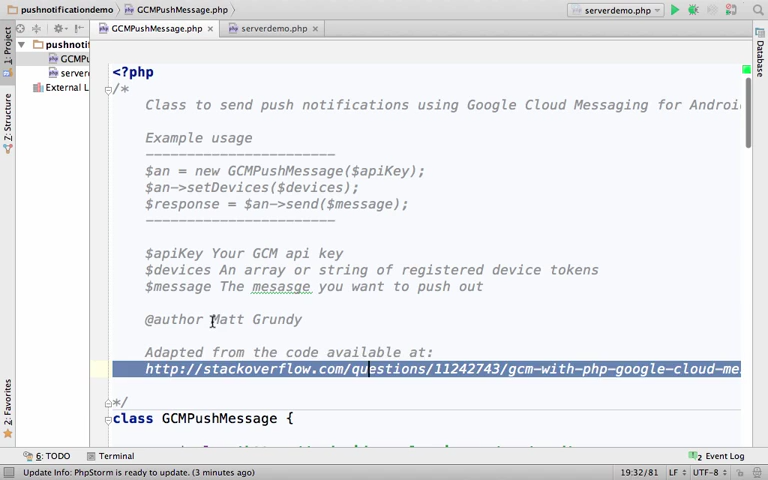 pushnotificationdemo GCMPushMessage.php serverdemo.php
1: Project
pushnotif
GCMPu
serve
External L
7: Structure
2: Favorites
GCMPushMessage.php serverdemo.php
<?php
/*
Class to send push notifications using Google Cloud Messaging for Android
Example usage
-----------------------
$an = new GCMPushMessage($apiKey);
$an->setDevices($devices);
$response = $an->send($message);
-----------------------
$apiKey Your GCM api key
$devices An array or string of registered device tokens
$message The mesasge you want to push out
@author Matt Grundy
Adapted from the code available at:
http://stackoverflow.com/questions/11242743/gcm-with-php-google-cloud-me
*/
class GCMPushMessage {
Database
6: TODO Terminal 2 Event Log
Update Info: PhpStorm is ready to update. (3 minutes ago) 19:32/81 LF UTF-8